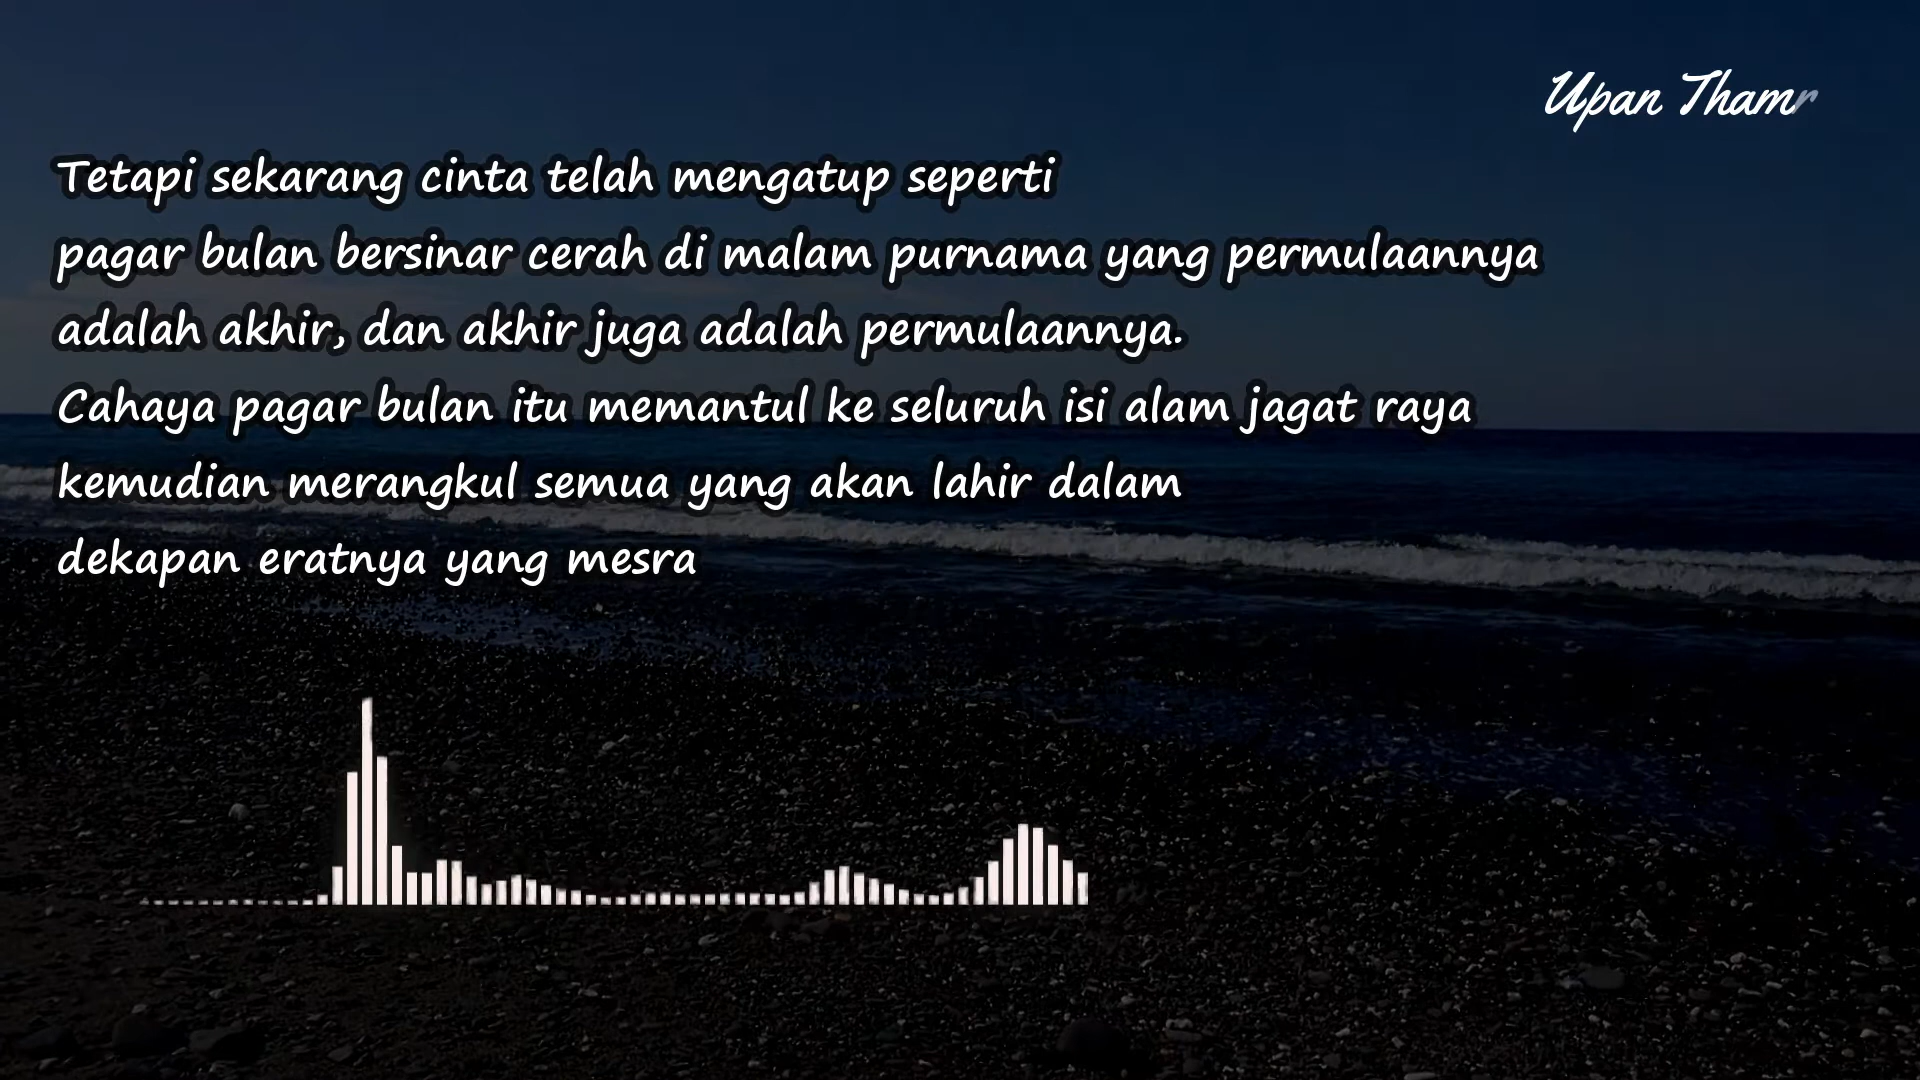 Upan Thamr
Tetapi sekarang cinta telah mengatup seperti
pagar bulan bersinar cerah di malam purnama yang permulaannya
adalah akhir, dan akhir juga adalah permulaannya.
Cahaya pagar bulan itu memantul ke seluruh isi alam jagat raya
kemudian merangkul semua yang akan lahir dalam
dekapan eratnya yang mesra